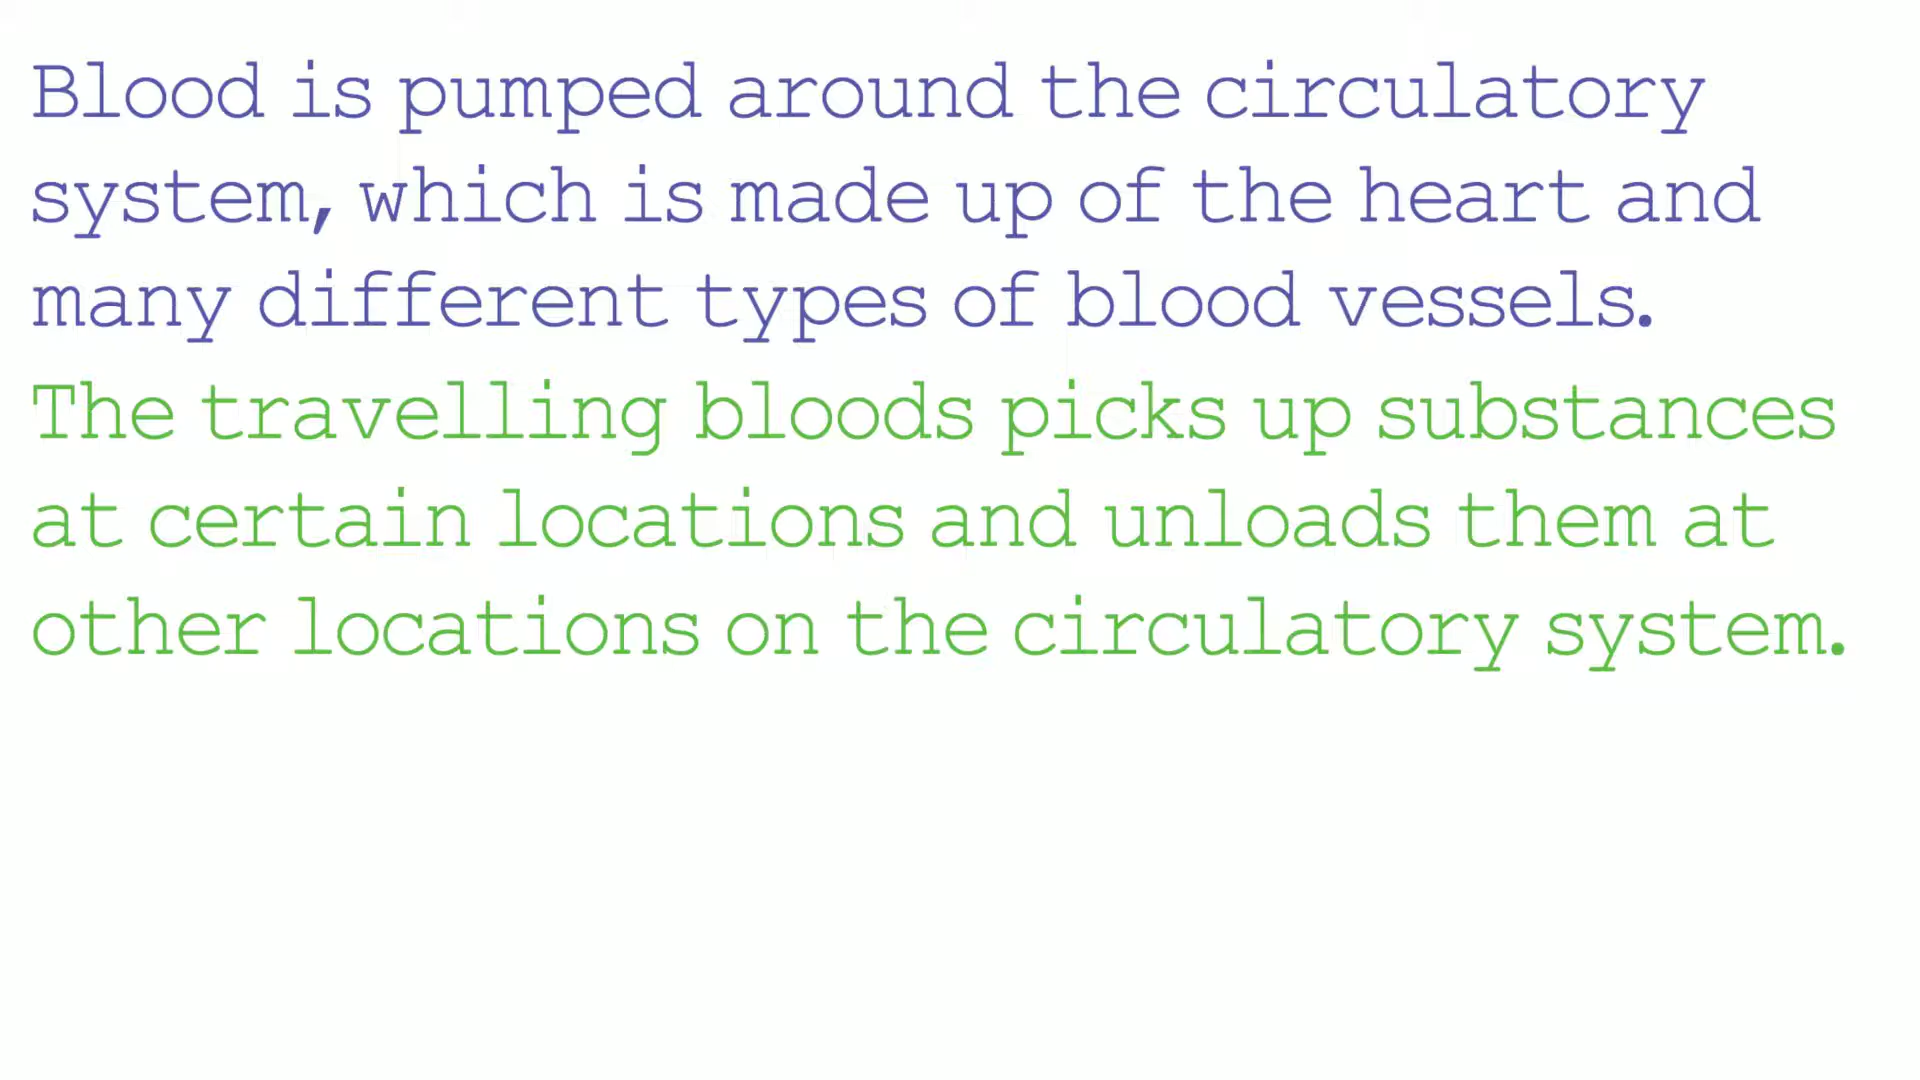 Blood is pumped around the circulatory
system, which is made up of the heart and
many different types of blood vessels.
The travelling bloods picks up substances
at certain locations and unloads them at
other locations on the circulatory system.